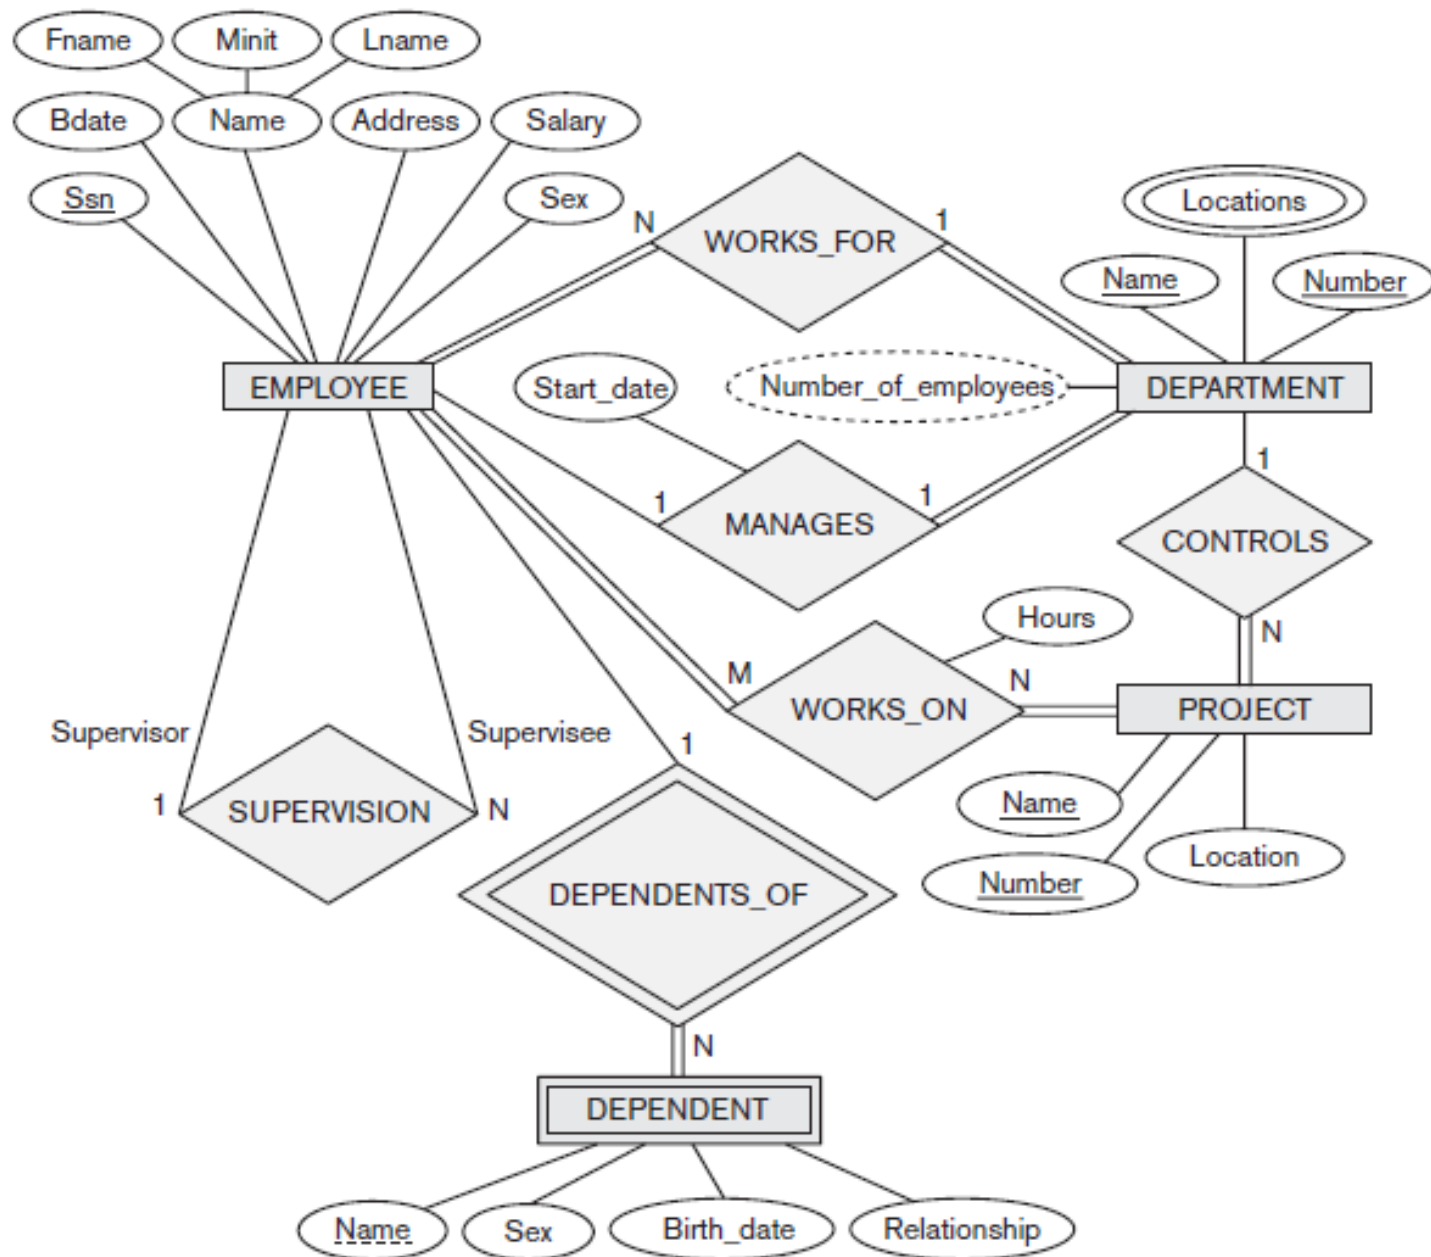 Fname Minit Lname
Bdate Name Address Salary
Ssn Sex
N WORKS_FOR 1
Locations
Name Number
EMPLOYEE Start_date Number_of_employees DEPARTMENT
1 MANAGES 1
1
CONTROLS
N
Hours
M WORKS_ON N
PROJECT
Supervisor Supervisee
1 SUPERVISION N
1
Name
Number
Location
DEPENDENTS_OF
N
DEPENDENT
Name Sex Birth_date Relationship